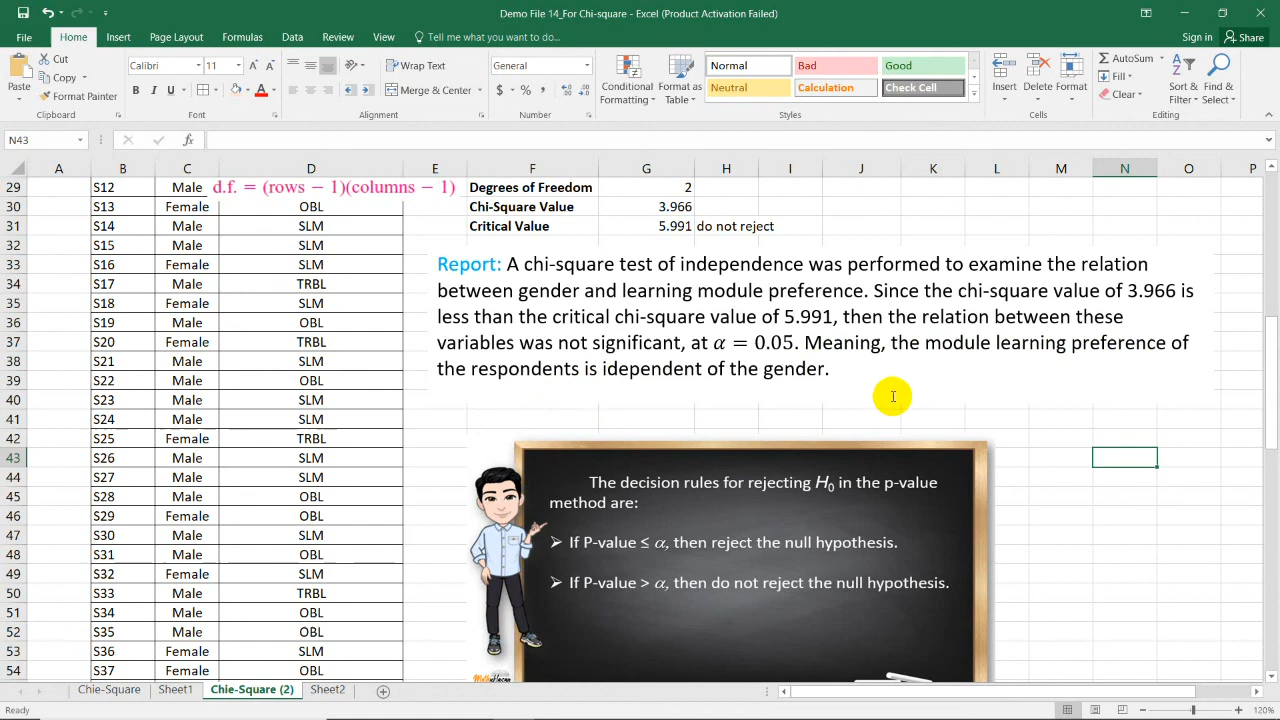 Demo File 14_For Chi-square - Excel (Product Activation Failed)
File Home Insert Page Layout Formulas Data Review View Tell me what you want to do... Sign in Share
Paste Cut Copy Format Painter Clipboard
Calibri 11 B I U A A A Font
Wrap Text Merge & Center Alignment
General $ % , Number
Conditional Formatting Format as Table
Normal Bad Good
Neutral Calculation Check Cell
Styles
Insert Delete Format Cells
AutoSum Fill Clear Sort & Filter Find & Select Editing
N43 fx
A B C D E F G H I J K L M N O P
29 S12 Male d.f. = (rows − 1)(columns − 1) Degrees of Freedom 2
30 S13 Female OBL Chi-Square Value 3.966
31 S14 Male SLM Critical Value 5.991 do not reject
32 S15 Male SLM
33 S16 Female SLM
34 S17 Male TRBL
35 S18 Female SLM
36 S19 Male OBL
37 S20 Female TRBL
38 S21 Male SLM
39 S22 Male OBL
40 S23 Male SLM
41 S24 Male SLM
42 S25 Female TRBL
43 S26 Male SLM
44 S27 Male SLM
45 S28 Male OBL
46 S29 Female OBL
47 S30 Male SLM
48 S31 Male OBL
49 S32 Female SLM
50 S33 Male TRBL
51 S34 Male OBL
52 S35 Male OBL
53 S36 Male SLM
54 S37 Female OBL
Report: A chi-square test of independence was performed to examine the relation
between gender and learning module preference. Since the chi-square value of 3.966 is
less than the critical chi-square value of 5.991, then the relation between these
variables was not significant, at α = 0.05. Meaning, the module learning preference of
the respondents is idependent of the gender.
The decision rules for rejecting H0 in the p-value
method are:
➢ If P-value ≤ α, then reject the null hypothesis.
➢ If P-value > α, then do not reject the null hypothesis.
Chie-Square Sheet1 Chie-Square (2) Sheet2
Ready 120%